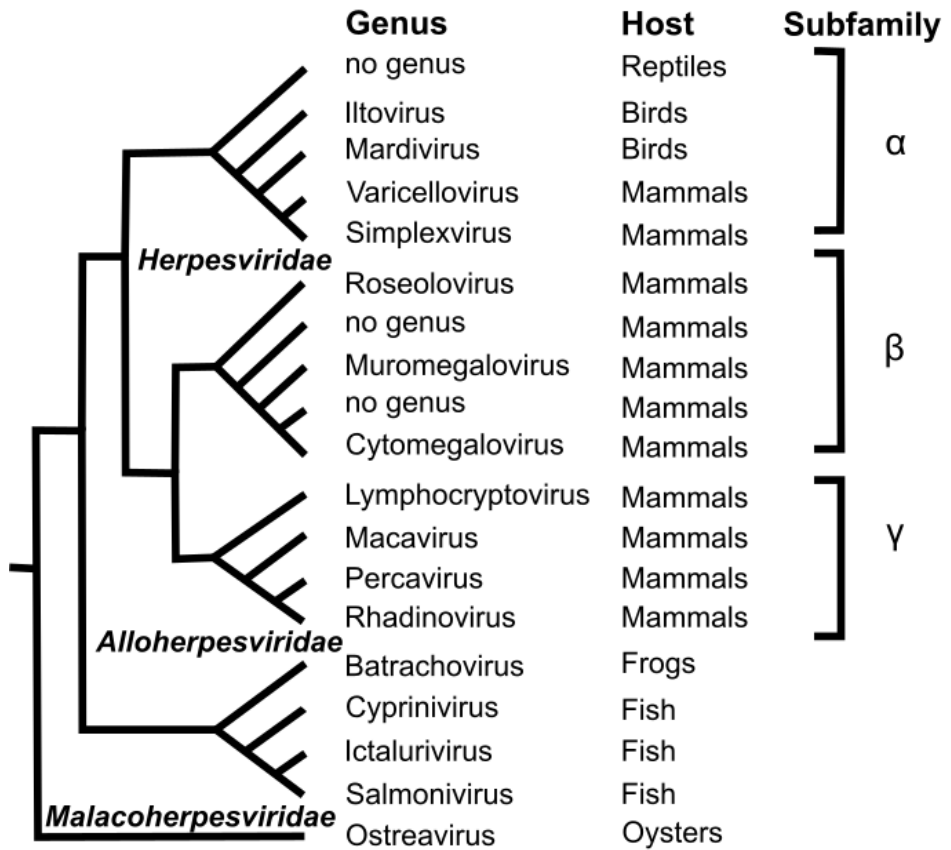 Genus Host Subfamily
no genus Reptiles
Iltovirus Birds
Mardivirus Birds
α
Varicellovirus Mammals
Simplexvirus Mammals
Herpesviridae
Roseolovirus Mammals
no genus Mammals
β
Muromegalovirus Mammals
no genus Mammals
Cytomegalovirus Mammals
Lymphocryptovirus Mammals
Macavirus Mammals
γ
Percavirus Mammals
Rhadinovirus Mammals
Alloherpesviridae
Batrachovirus Frogs
Cyprinivirus Fish
Ictalurivirus Fish
Salmonivirus Fish
Malacoherpesviridae
Ostreavirus Oysters